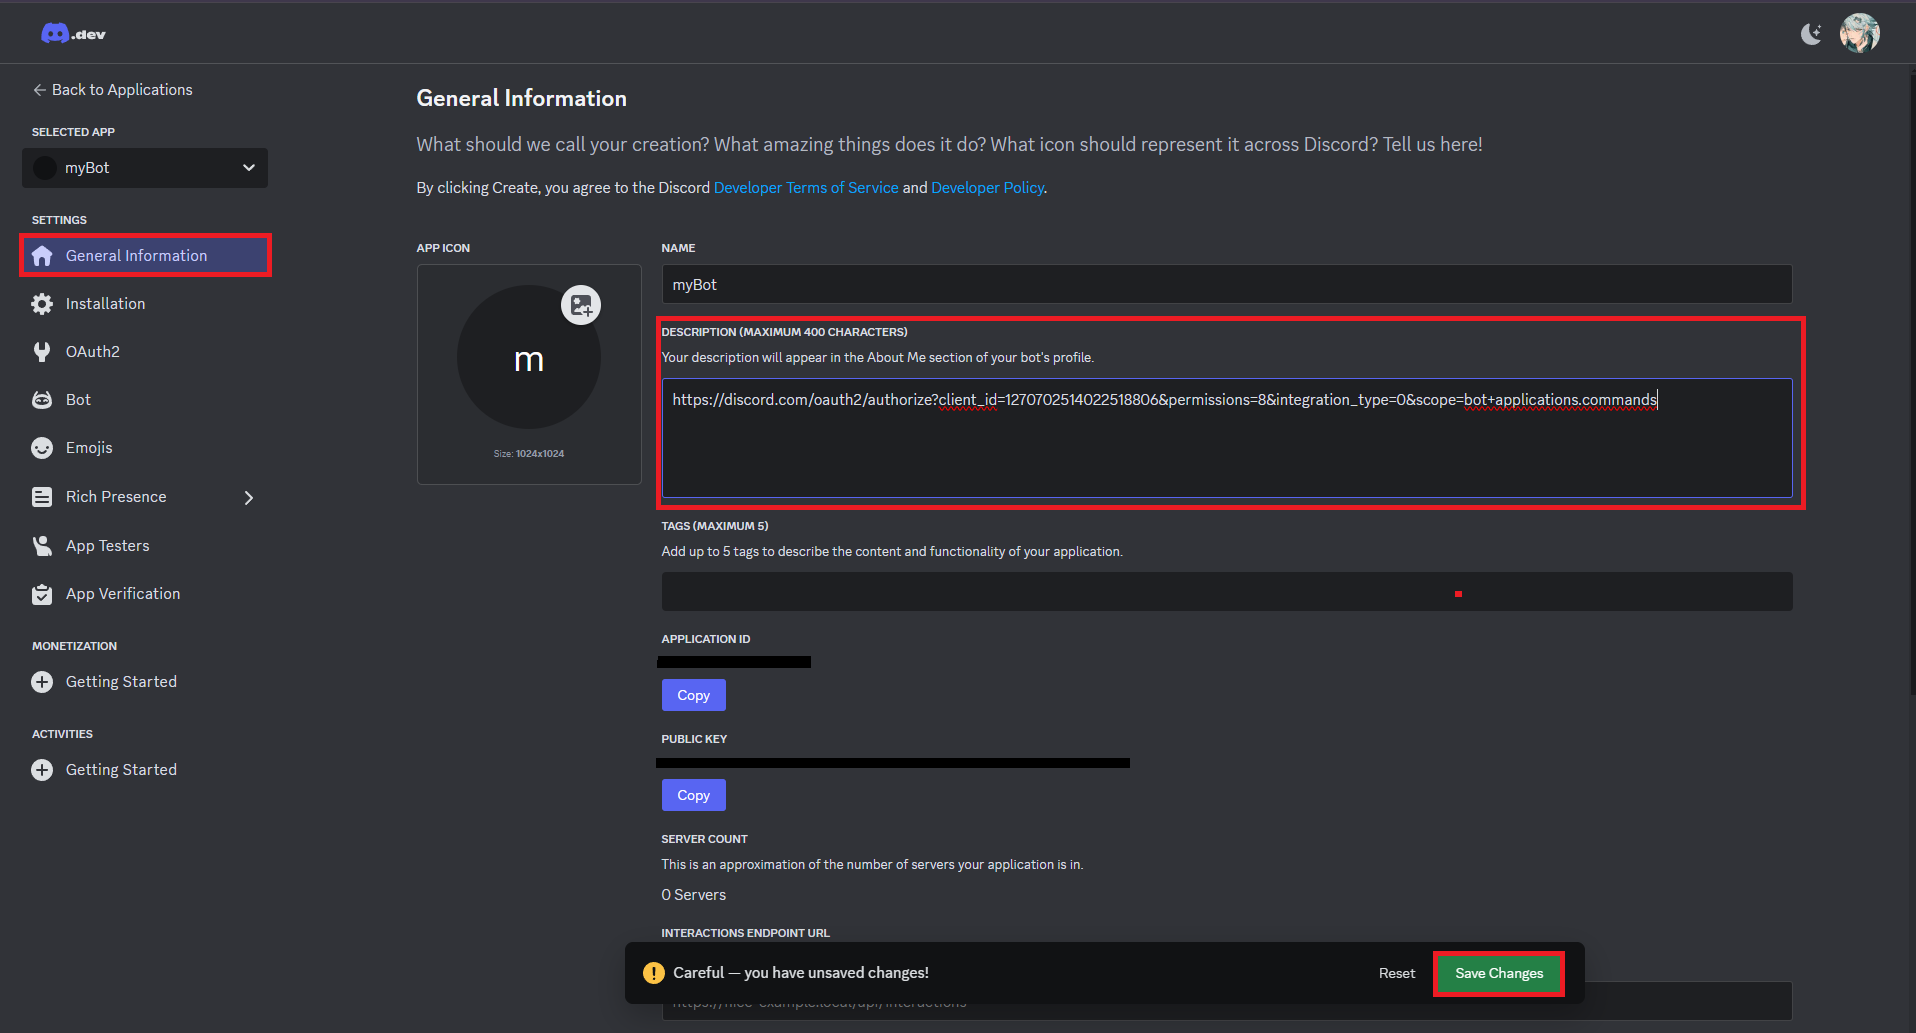 .dev
Back to Applications
SELECTED APP
myBot
SETTINGS
General Information
Installation
OAuth2
Bot
Emojis
Rich Presence
App Testers
App Verification
MONETIZATION
Getting Started
ACTIVITIES
Getting Started
General Information
What should we call your creation? What amazing things does it do? What icon should represent it across Discord? Tell us here!
By clicking Create, you agree to the Discord Developer Terms of Service and Developer Policy.
APP ICON
m
Size: 1024x1024
NAME
myBot
DESCRIPTION (MAXIMUM 400 CHARACTERS)
Your description will appear in the About Me section of your bot's profile.
https://discord.com/oauth2/authorize?client_id=1270702514022518806&permissions=8&integration_type=0&scope=bot+applications.commands
TAGS (MAXIMUM 5)
Add up to 5 tags to describe the content and functionality of your application.
APPLICATION ID
Copy
PUBLIC KEY
Copy
SERVER COUNT
This is an approximation of the number of servers your application is in.
0 Servers
INTERACTIONS ENDPOINT URL
Careful — you have unsaved changes!
Reset
Save Changes
https://nice-example.local/api/interactions